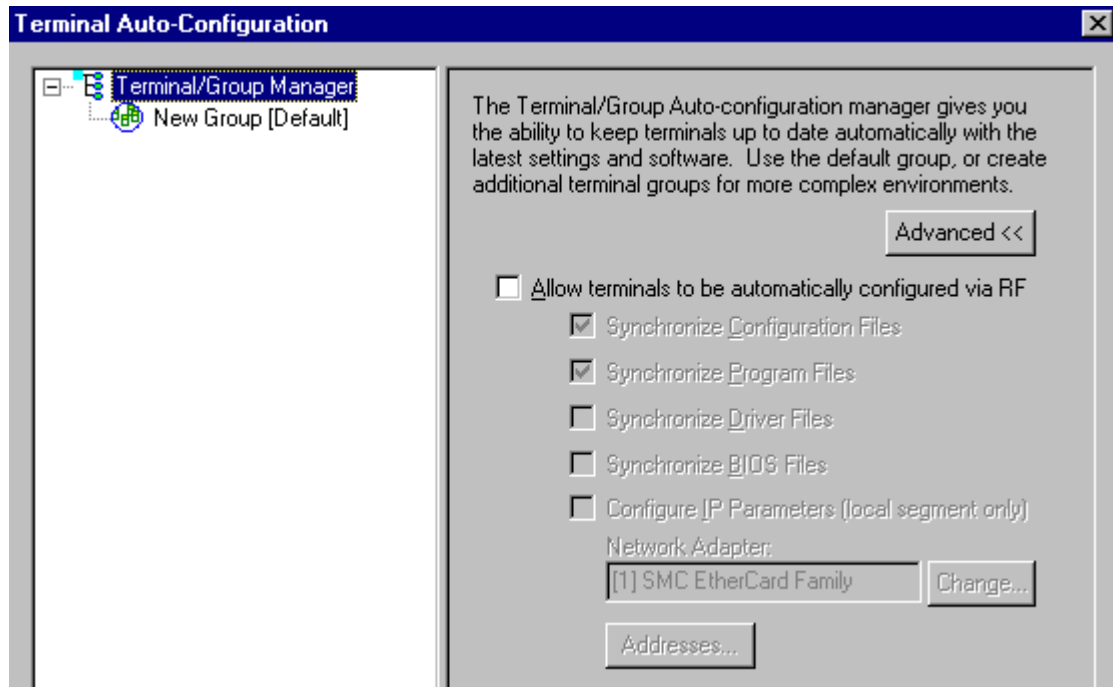 Terminal Auto-Configuration
Terminal/Group Manager
New Group [Default]
The Terminal/Group Auto-configuration manager gives you
the ability to keep terminals up to date automatically with the
latest settings and software. Use the default group, or create
additional terminal groups for more complex environments.
Advanced <<
Allow terminals to be automatically configured via RF
Synchronize Configuration Files
Synchronize Program Files
Synchronize Driver Files
Synchronize BIOS Files
Configure IP Parameters (local segment only)
Network Adapter:
[1] SMC EtherCard Family
Change...
Addresses...